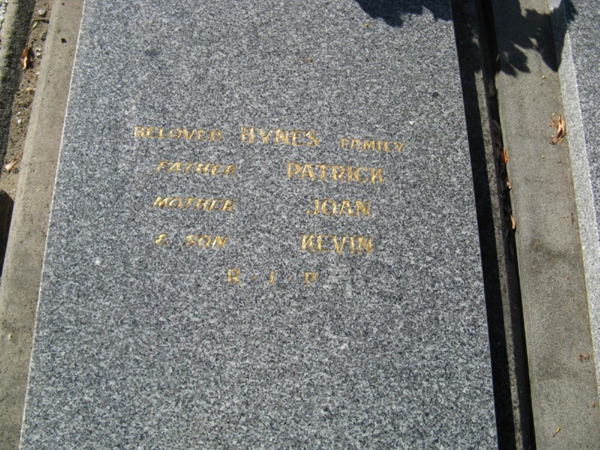 BELOVED HYNES FAMILY
FATHER PATRICK
MOTHER JOAN
& SON KEVIN
R · I · P